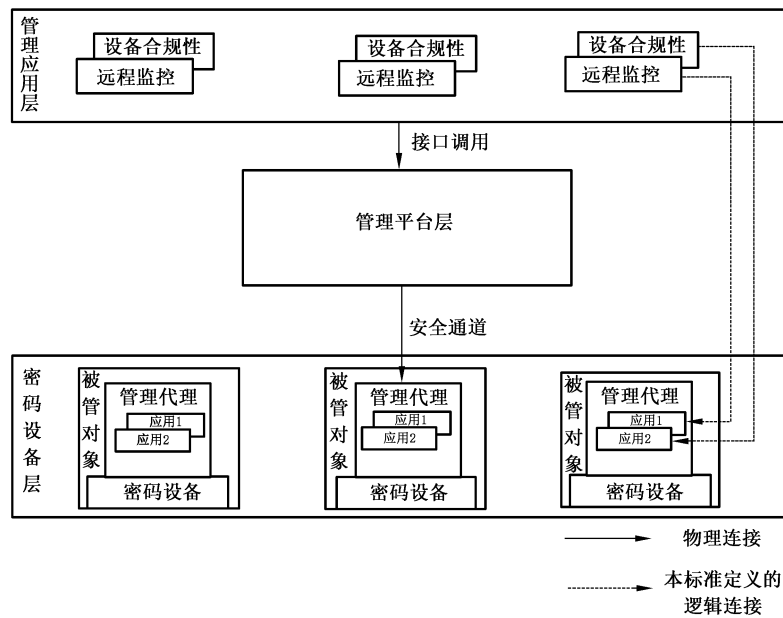 管理应用层
设备合规性
远程监控
设备合规性
远程监控
设备合规性
远程监控
接口调用
管理平台层
安全通道
密码设备层
被管对象
管理代理
应用1
应用2
密码设备
被管对象
管理代理
应用1
应用2
密码设备
被管对象
管理代理
应用1
应用2
密码设备
物理连接
本标准定义的
逻辑连接